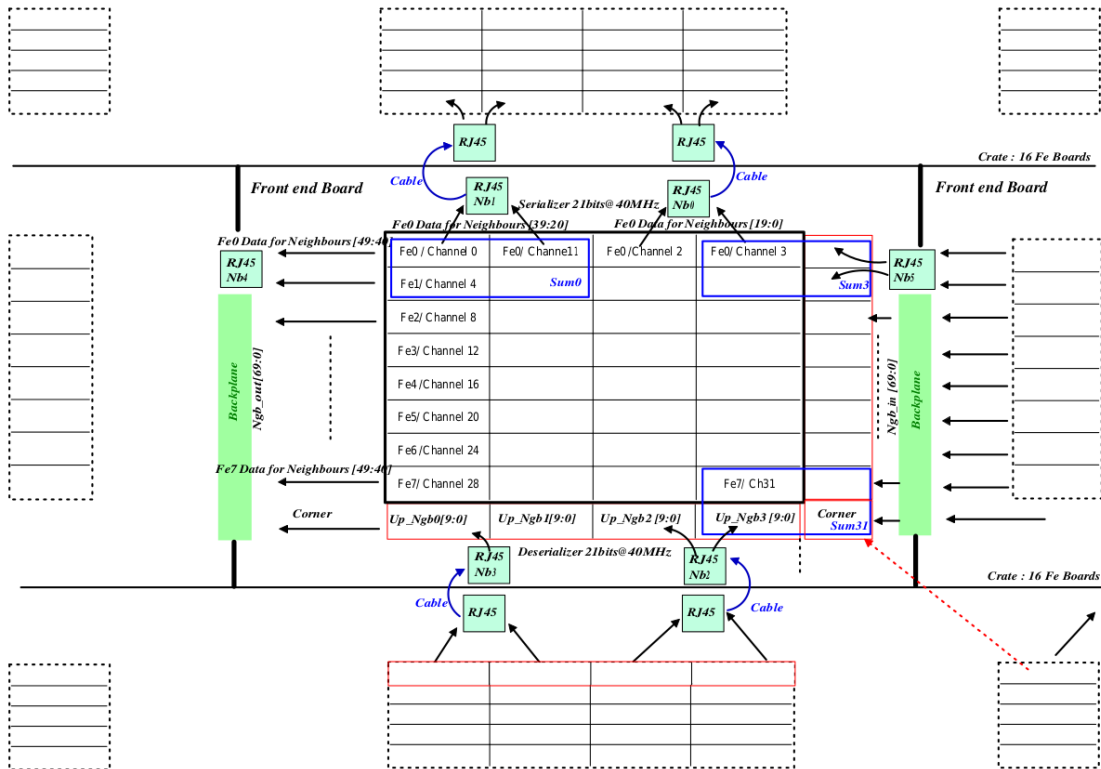 RJ45
RJ45
Crate : 16 Fe Boards
Front end Board
Cable
RJ45
Nb1
Serializer 21bits@40MHz
RJ45
Nb0
Cable
Front end Board
Fe0 Data for Neighbours [39:20]
Fe0 Data for Neighbours [19:0]
Fe0 Data for Neighbours [49:40]
RJ45
Nb4
Fe0 / Channel 0
Fe0/ Channe11
Fe0 /Channel 2
Fe0/ Channel 3
RJ45
Nb5
Fe1/ Channel 4
Sum0
Sum3
Fe2/ Channel 8
Fe3/ Channel 12
Fe4 /Channel 16
Fe5/ Channel 20
Fe6 /Channel 24
Fe7/ Channel 28
Fe7/ Ch31
Backplane
Ngb_out[69:0]
Ngb_in [69:0]
Backplane
Fe7 Data for Neighbours [49:40]
Corner
Up_Ngb0[9:0]
Up_Ngb1[9:0]
Up_Ngb2 [9:0]
Up_Ngb3 [9:0]
Corner
Sum31
Deserializer 21bits@40MHz
RJ45
Nb3
RJ45
Nb2
Crate : 16 Fe Boards
Cable
RJ45
RJ45
Cable